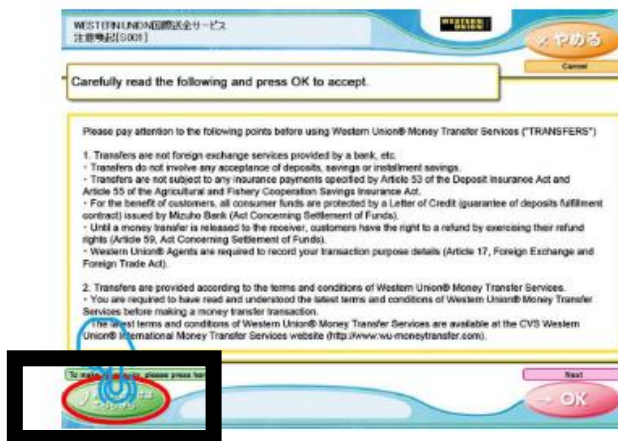 WESTERN UNION国際送金サービス
注意喚起[S001]
WESTERN
UNION
× やめる
Cancel
Carefully read the following and press OK to accept.
Please pay attention to the following points before using Western Union® Money Transfer Services ("TRANSFERS")
1. Transfers are not foreign exchange services provided by a bank, etc.
- Transfers do not involve any acceptance of deposits, savings or installment savings.
- Transfers are not subject to any insurance payments specified by Article 53 of the Deposit Insurance Act and
Article 55 of the Agricultural and Fishery Cooperation Savings Insurance Act.
- For the benefit of customers, all consumer funds are protected by a Letter of Credit (guarantee of deposits fulfillment
contract) issued by Mizuho Bank (Act Concerning Settlement of Funds).
- Until a money transfer is released to the receiver, customers have the right to a refund by exercising their refund
rights (Article 59, Act Concerning Settlement of Funds).
- Western Union® Agents are required to record your transaction purpose details (Article 17, Foreign Exchange and
Foreign Trade Act).
2. Transfers are provided according to the terms and conditions of Western Union® Money Transfer Services.
- You are required to have read and understood the latest terms and conditions of Western Union® Money Transfer
Services before making a money transfer transaction.
- The latest terms and conditions of Western Union® Money Transfer Services are available at the CVS Western
Union® International Money Transfer Services website (http://www.wu-moneytransfer.com).
To make please press
Next
→ OK